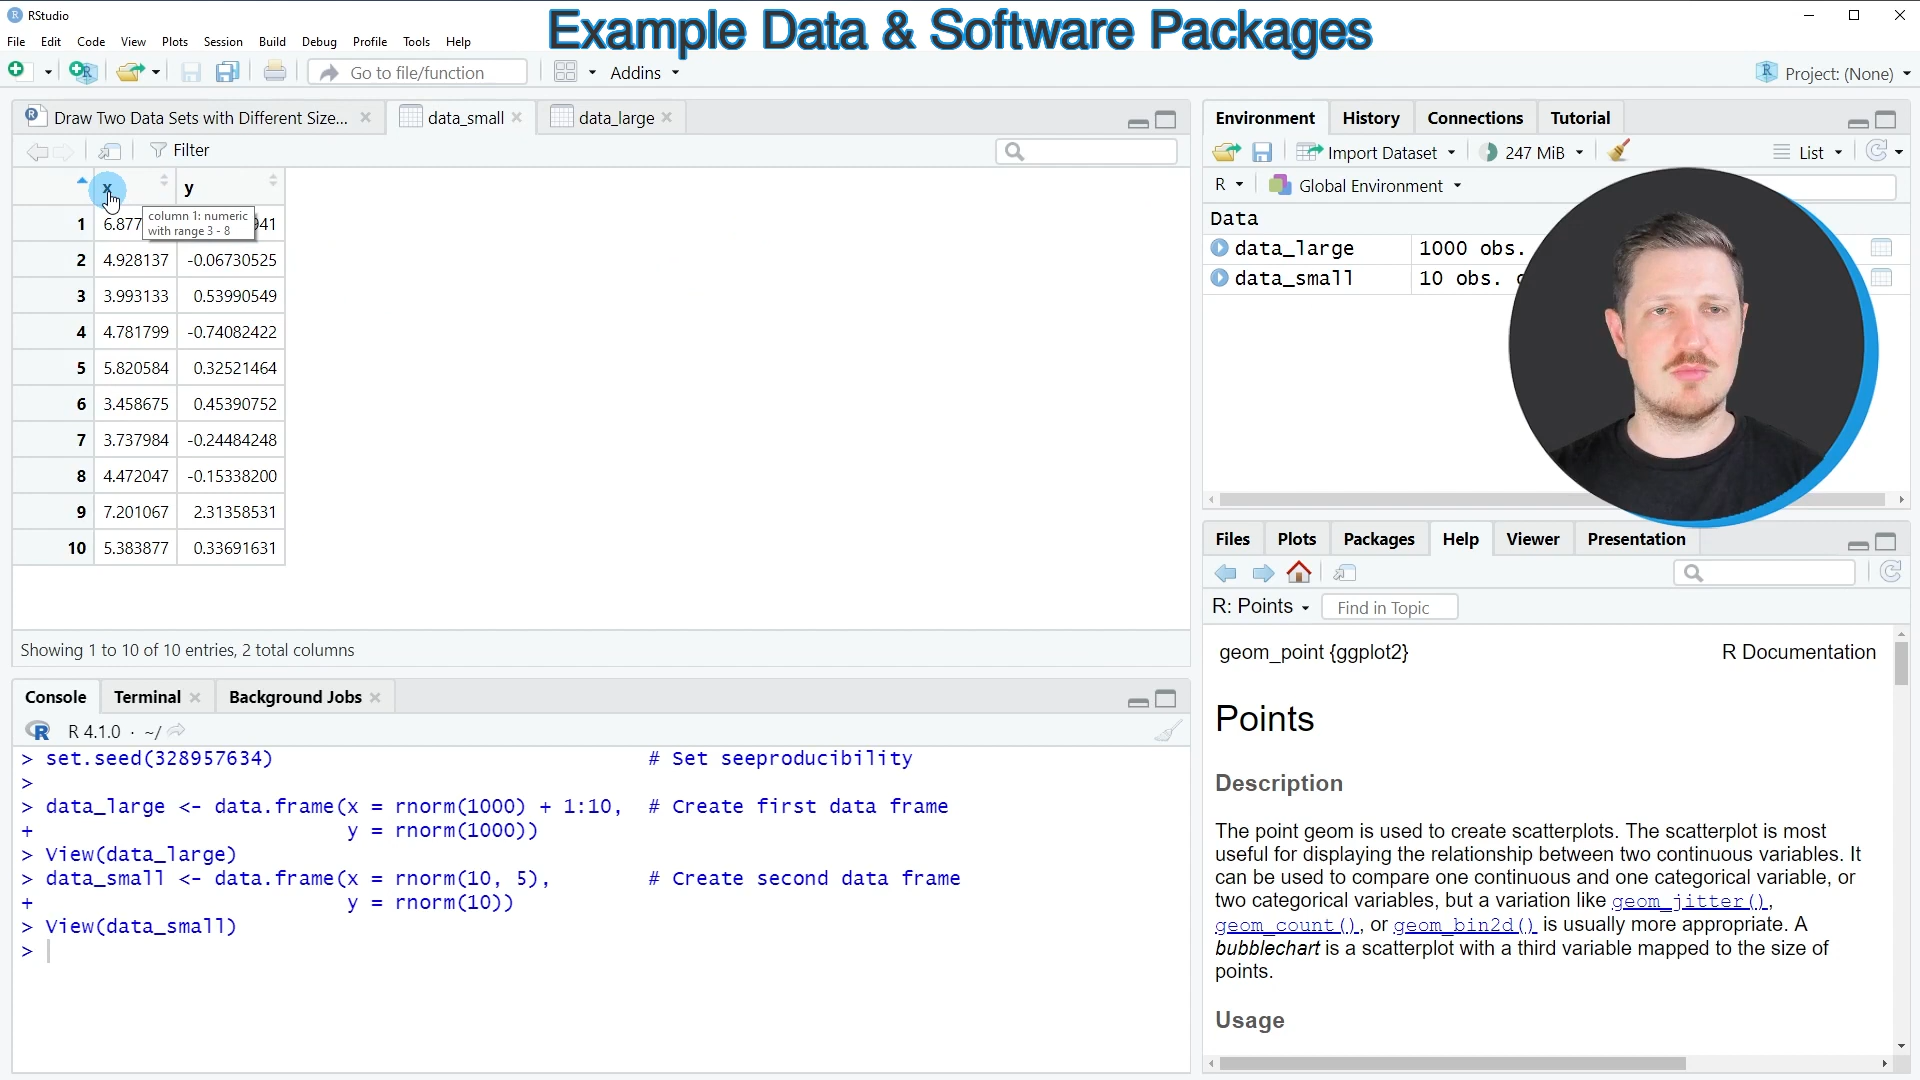 RStudio
Example Data & Software Packages
File Edit Code View Plots Session Build Debug Profile Tools Help
Go to file/function Addins Project: (None)
Draw Two Data Sets with Different Size... data_small data_large
Filter
x y
column 1: numeric
with range 3 - 8
1 6.877 941
2 4.928137 -0.06730525
3 3.993133 0.53990549
4 4.781799 -0.74082422
5 5.820584 0.32521464
6 3.458675 0.45390752
7 3.737984 -0.24484248
8 4.472047 -0.15338200
9 7.201067 2.31358531
10 5.383877 0.33691631
Showing 1 to 10 of 10 entries, 2 total columns
Console Terminal Background Jobs
R 4.1.0 · ~/
> set.seed(328957634) # Set seeproducibility
>
> data_large <- data.frame(x = rnorm(1000) + 1:10, # Create first data frame
+ y = rnorm(1000))
> View(data_large)
> data_small <- data.frame(x = rnorm(10, 5), # Create second data frame
+ y = rnorm(10))
> View(data_small)
>
Environment History Connections Tutorial
Import Dataset 247 MiB List
R Global Environment
Data
data_large 1000 obs.
data_small 10 obs.
Files Plots Packages Help Viewer Presentation
R: Points Find in Topic
geom_point {ggplot2} R Documentation
Points
Description
The point geom is used to create scatterplots. The scatterplot is most
useful for displaying the relationship between two continuous variables. It
can be used to compare one continuous and one categorical variable, or
two categorical variables, but a variation like geom_jitter(),
geom_count(), or geom_bin2d() is usually more appropriate. A
bubblechart is a scatterplot with a third variable mapped to the size of
points.
Usage